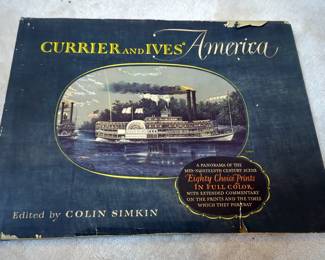 CURRIER AND IVES' America
A PANORAMA OF THE
MID-NINETEENTH CENTURY SCENE
Eighty Choice Prints
IN FULL COLOR
WITH EXTENDED COMMENTARY
ON THE PRINTS AND THE TIMES
WHICH THEY PORTRAY
Edited by COLIN SIMKIN